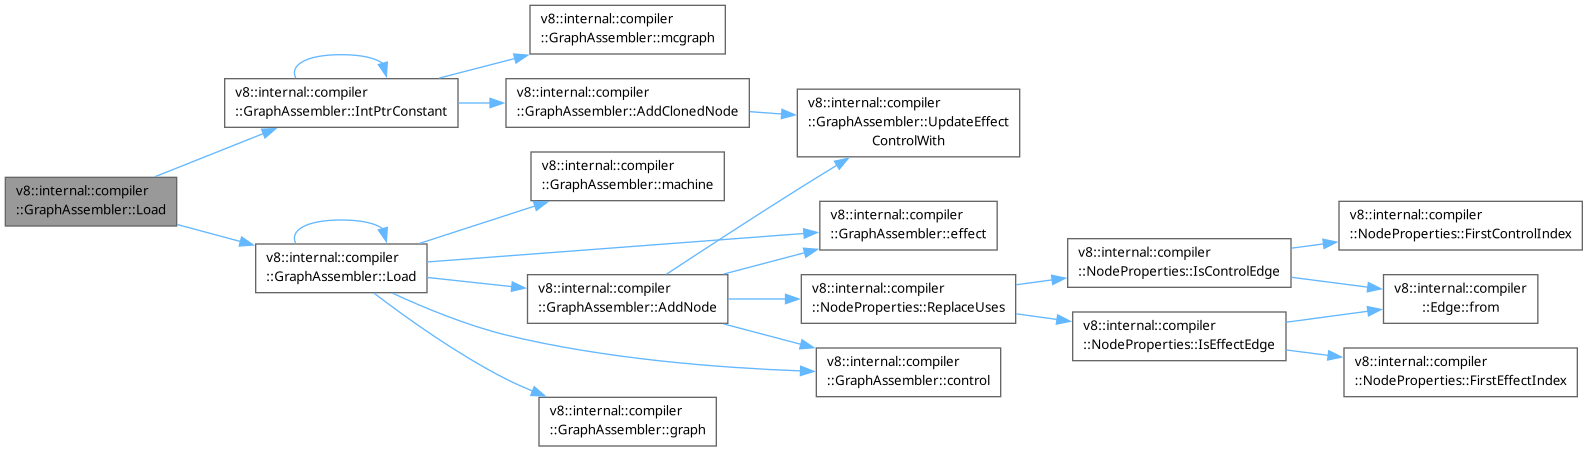 v8::internal::compiler
::GraphAssembler::Load
v8::internal::compiler
::GraphAssembler::IntPtrConstant
v8::internal::compiler
::GraphAssembler::mcgraph
v8::internal::compiler
::GraphAssembler::AddClonedNode
v8::internal::compiler
::GraphAssembler::UpdateEffect
ControlWith
v8::internal::compiler
::GraphAssembler::Load
v8::internal::compiler
::GraphAssembler::machine
v8::internal::compiler
::GraphAssembler::effect
v8::internal::compiler
::GraphAssembler::AddNode
v8::internal::compiler
::NodeProperties::ReplaceUses
v8::internal::compiler
::GraphAssembler::control
v8::internal::compiler
::GraphAssembler::graph
v8::internal::compiler
::NodeProperties::IsControlEdge
v8::internal::compiler
::NodeProperties::IsEffectEdge
v8::internal::compiler
::NodeProperties::FirstControlIndex
v8::internal::compiler
::Edge::from
v8::internal::compiler
::NodeProperties::FirstEffectIndex